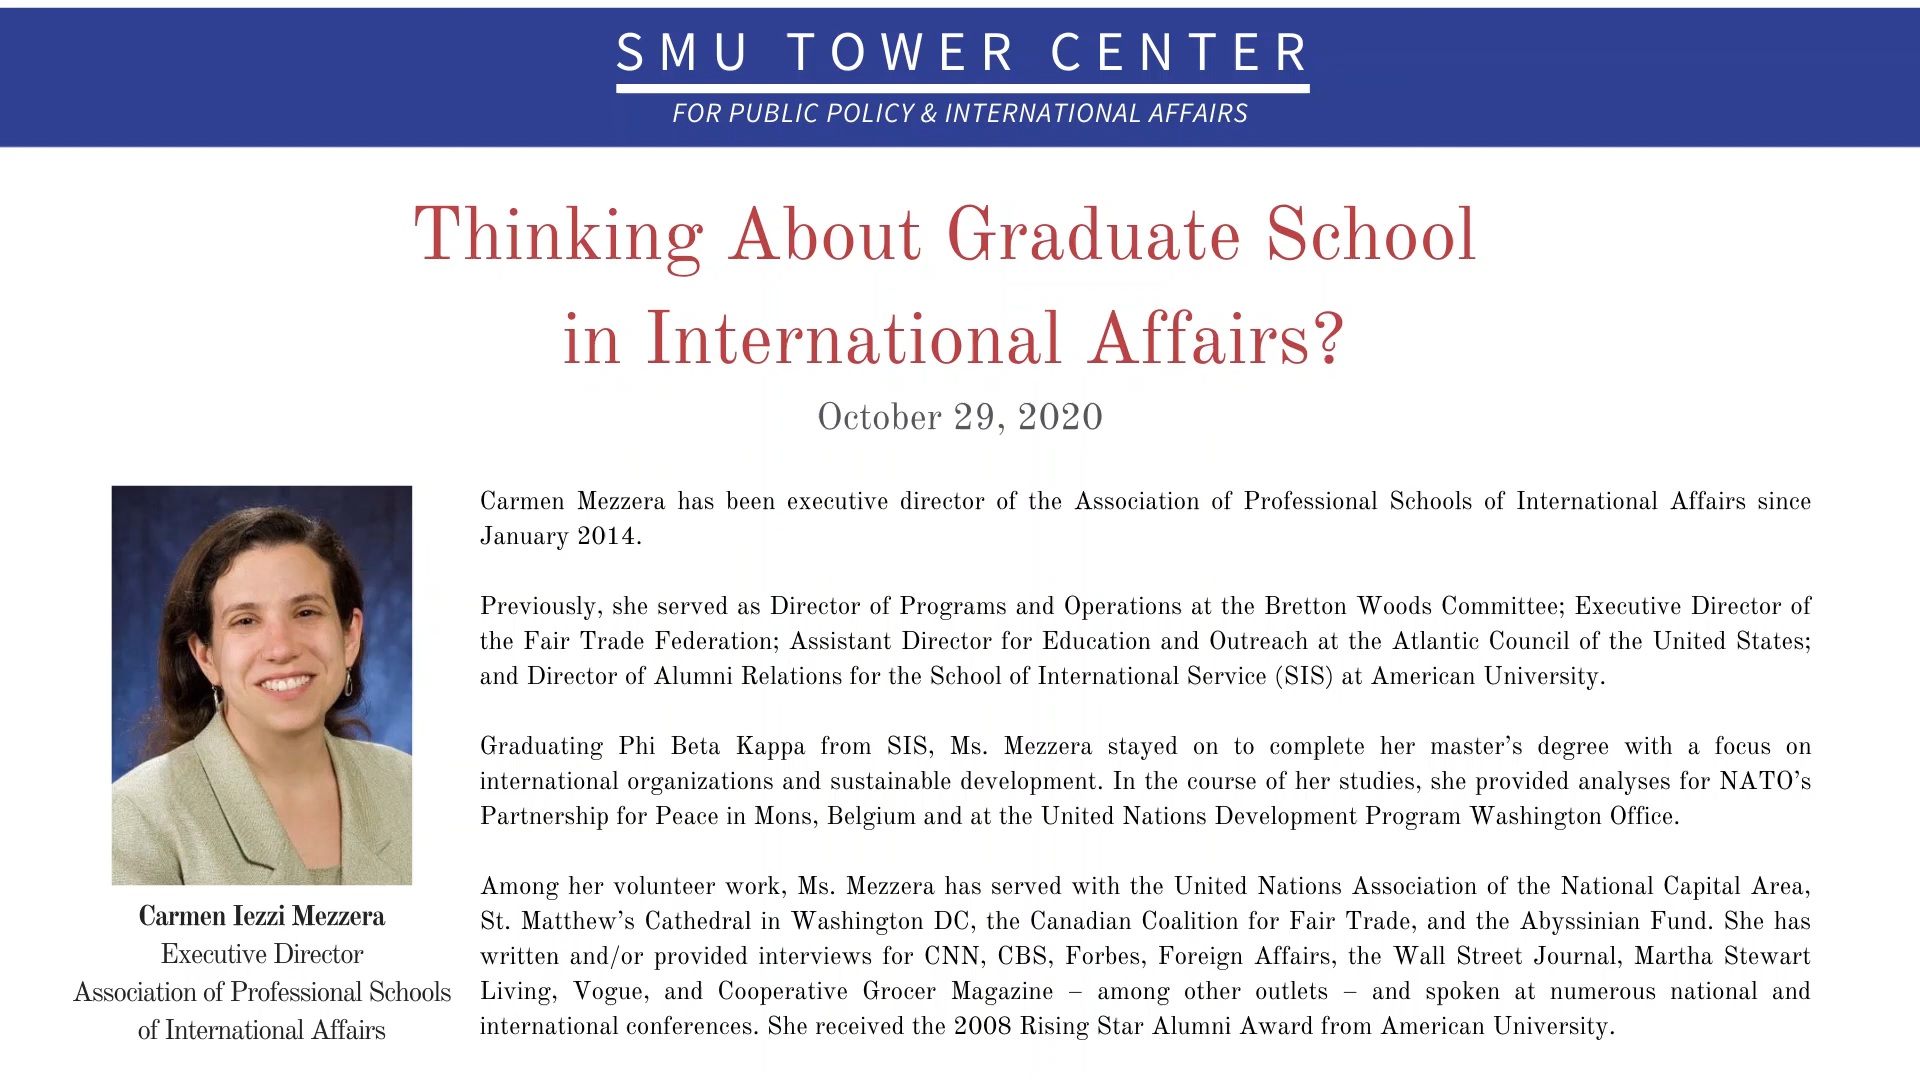 SMU TOWER CENTER
FOR PUBLIC POLICY & INTERNATIONAL AFFAIRS
Thinking About Graduate School
in International Affairs?
October 29, 2020
Carmen Mezzera has been executive director of the Association of Professional Schools of International Affairs since
January 2014.
Previously, she served as Director of Programs and Operations at the Bretton Woods Committee; Executive Director of
the Fair Trade Federation; Assistant Director for Education and Outreach at the Atlantic Council of the United States;
and Director of Alumni Relations for the School of International Service (SIS) at American University.
Graduating Phi Beta Kappa from SIS, Ms. Mezzera stayed on to complete her master’s degree with a focus on
international organizations and sustainable development. In the course of her studies, she provided analyses for NATO’s
Partnership for Peace in Mons, Belgium and at the United Nations Development Program Washington Office.
Among her volunteer work, Ms. Mezzera has served with the United Nations Association of the National Capital Area,
St. Matthew’s Cathedral in Washington DC, the Canadian Coalition for Fair Trade, and the Abyssinian Fund. She has
written and/or provided interviews for CNN, CBS, Forbes, Foreign Affairs, the Wall Street Journal, Martha Stewart
Living, Vogue, and Cooperative Grocer Magazine – among other outlets – and spoken at numerous national and
international conferences. She received the 2008 Rising Star Alumni Award from American University.
Carmen Iezzi Mezzera
Executive Director
Association of Professional Schools
of International Affairs